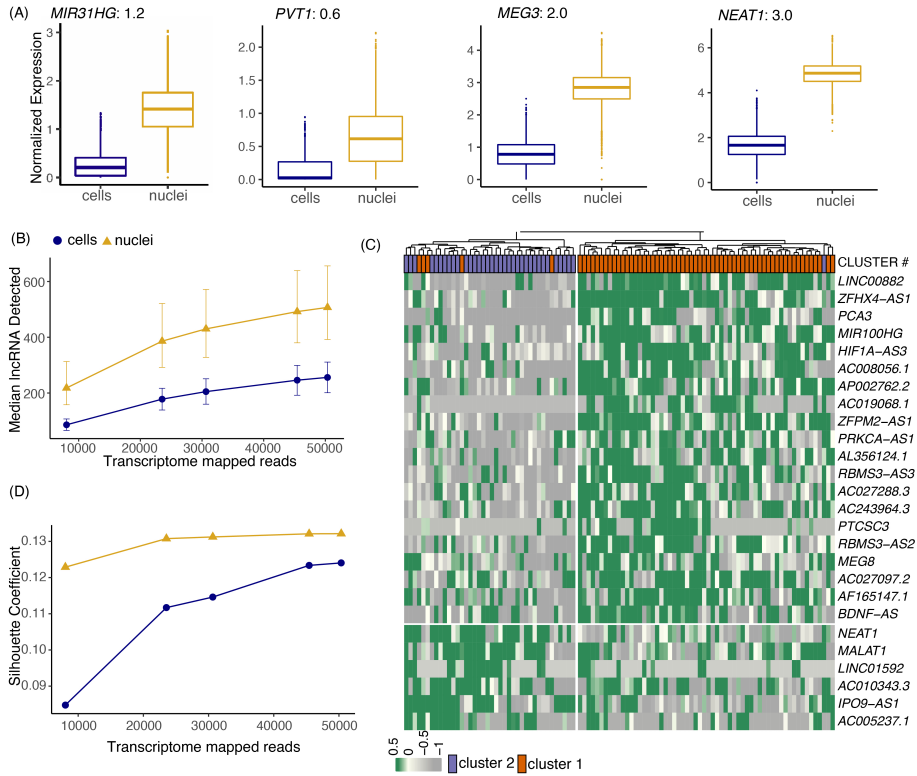 (A)
MIR31HG: 1.2
PVT1: 0.6
MEG3: 2.0
NEAT1: 3.0
Normalized Expression
3
2
1
0
cells
nuclei
2.0
1.5
1.0
0.5
0.0
cells
nuclei
4
3
2
1
0
cells
nuclei
6
4
2
0
cells
nuclei
(B)
cells
nuclei
Median lncRNA Detected
600
400
200
10000
20000
30000
40000
50000
Transcriptome mapped reads
(C)
CLUSTER #
LINC00882
ZFHX4−AS1
PCA3
MIR100HG
HIF1A−AS3
AC008056.1
AP002762.2
AC019068.1
ZFPM2−AS1
PRKCA−AS1
AL356124.1
RBMS3−AS3
AC027288.3
AC243964.3
PTCSC3
RBMS3−AS2
MEG8
AC027097.2
AF165147.1
BDNF−AS
NEAT1
MALAT1
LINC01592
AC010343.3
IPO9−AS1
AC005237.1
0.5
0
−0.5
−1
cluster 2
cluster 1
(D)
Silhouette Coefficient
0.13
0.12
0.11
0.10
0.09
10000
20000
30000
40000
50000
Transcriptome mapped reads